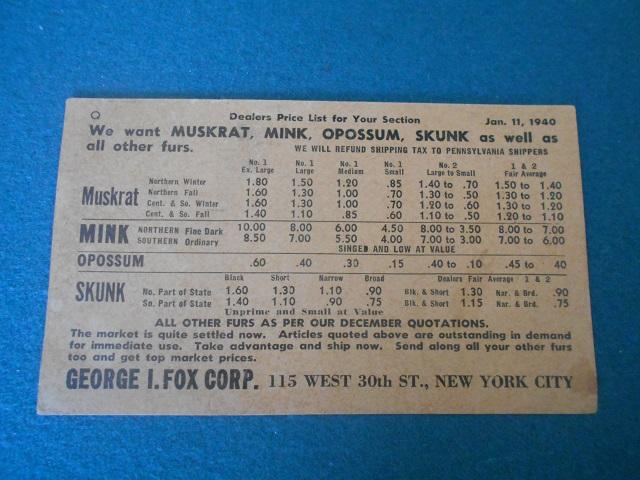 Dealers Price List for Your Section Jan. 11, 1940
We want MUSKRAT, MINK, OPOSSUM, SKUNK as well as
all other furs. WE WILL REFUND SHIPPING TAX TO PENNSYLVANIA SHIPPERS
No. 1 No. 1 No. 1 No. 1 No. 2 1 & 2
Ex. Large Large Medium Small Large to Small Fair Average
Muskrat
Northern Winter 1.80 1.50 1.20 .85 1.40 to .70 1.50 to 1.40
Northern Fall 1.60 1.30 1.00 .70 1.30 to .50 1.30 to 1.20
Cent. & So. Winter 1.60 1.30 1.00 .70 1.20 to .60 1.30 to 1.20
Cent. & So. Fall 1.40 1.10 .85 .60 1.10 to .50 1.20 to 1.10
MINK
NORTHERN Fine Dark 10.00 8.00 6.00 4.50 8.00 to 3.50 8.00 to 7.00
SOUTHERN Ordinary 8.50 7.00 5.50 4.00 7.00 to 3.00 7.00 to 6.00
SINGED AND LOW AT VALUE
OPOSSUM .60 .40 .30 .15 .40 to .10 .45 to 40
Black Short Narrow Broad Dealers Fair Average 1 & 2
SKUNK
No. Part of State 1.60 1.30 1.10 .90 Blk. & Short 1.30 Nar. & Brd. .90
So. Part of State 1.40 1.10 .90 .75 Blk. & Short 1.15 Nar. & Brd. .75
Unprime and Small at Value
ALL OTHER FURS AS PER OUR DECEMBER QUOTATIONS.
The market is quite settled now. Articles quoted above are outstanding in demand
for immediate use. Take advantage and ship now. Send along all your other furs
too and get top market prices.
GEORGE I. FOX CORP. 115 WEST 30th ST., NEW YORK CITY